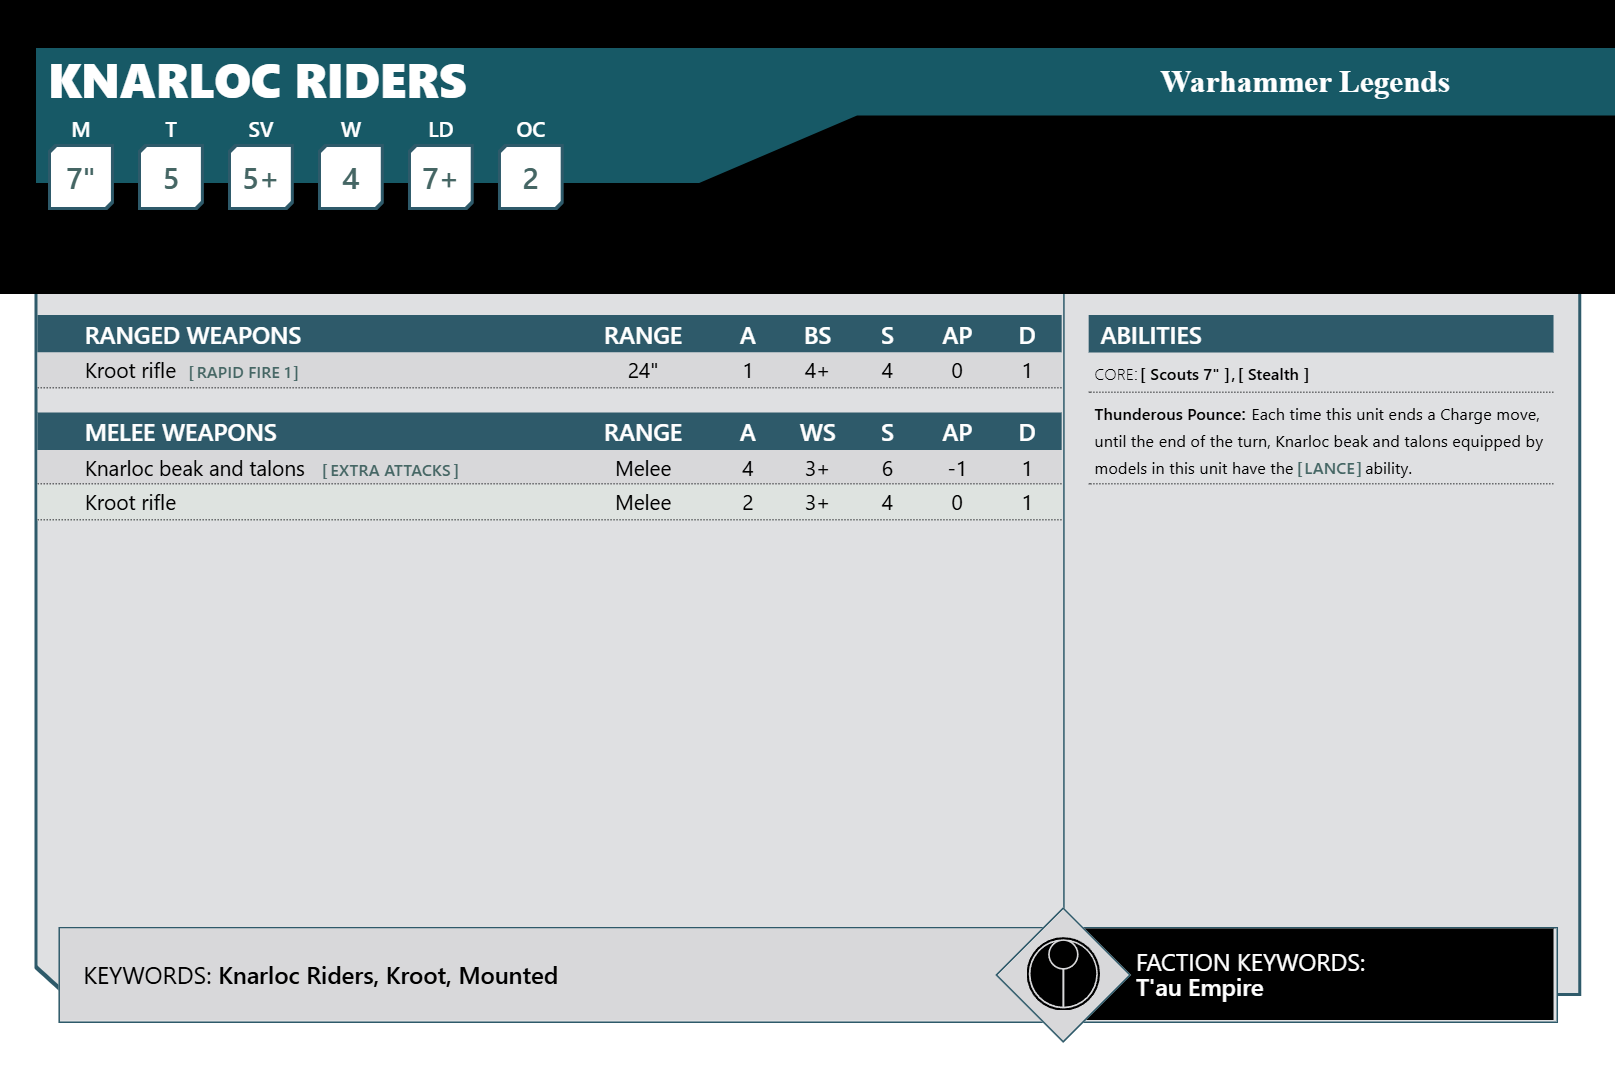 KNARLOC RIDERS
Warhammer Legends
M T SV W LD OC
7" 5 5+ 4 7+ 2
RANGED WEAPONS RANGE A BS S AP D
Kroot rifle [RAPID FIRE 1] 24" 1 4+ 4 0 1
MELEE WEAPONS RANGE A WS S AP D
Knarloc beak and talons [EXTRA ATTACKS] Melee 4 3+ 6 -1 1
Kroot rifle Melee 2 3+ 4 0 1
ABILITIES
CORE: [ Scouts 7" ], [ Stealth ]
Thunderous Pounce: Each time this unit ends a Charge move,
until the end of the turn, Knarloc beak and talons equipped by
models in this unit have the [LANCE] ability.
KEYWORDS: Knarloc Riders, Kroot, Mounted
FACTION KEYWORDS:
T'au Empire